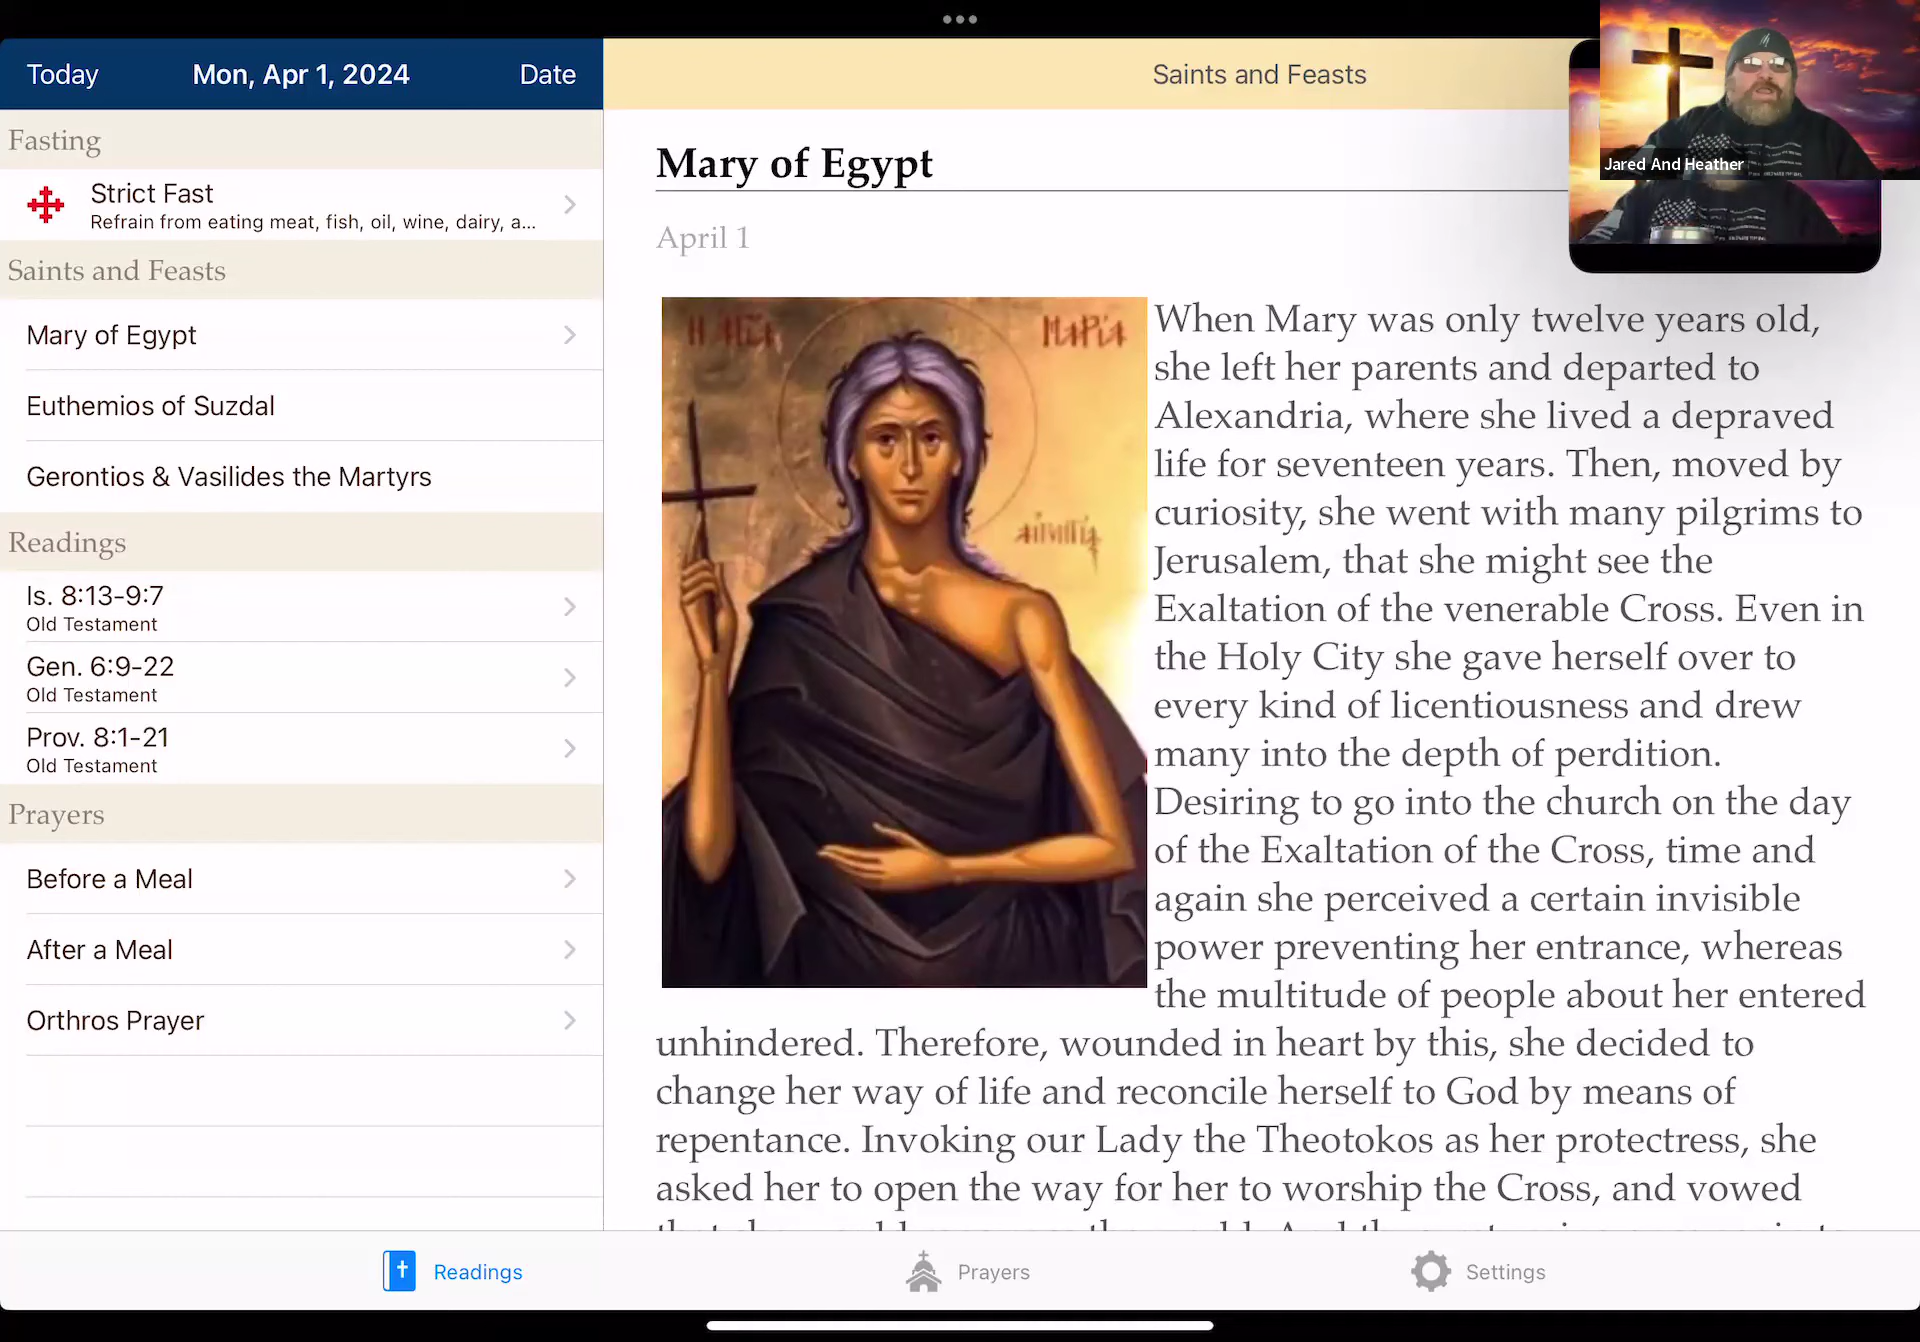 Today Mon, Apr 1, 2024 Date
Fasting
Strict Fast
Refrain from eating meat, fish, oil, wine, dairy, a...
Saints and Feasts
Mary of Egypt
Euthemios of Suzdal
Gerontios & Vasilides the Martyrs
Readings
Is. 8:13-9:7
Old Testament
Gen. 6:9-22
Old Testament
Prov. 8:1-21
Old Testament
Prayers
Before a Meal
After a Meal
Orthros Prayer
Saints and Feasts
Jared And Heather
Mary of Egypt
April 1
ΜΑΡΊΑ
When Mary was only twelve years old,
she left her parents and departed to
Alexandria, where she lived a depraved
life for seventeen years. Then, moved by
curiosity, she went with many pilgrims to
Jerusalem, that she might see the
Exaltation of the venerable Cross. Even in
the Holy City she gave herself over to
every kind of licentiousness and drew
many into the depth of perdition.
Desiring to go into the church on the day
of the Exaltation of the Cross, time and
again she perceived a certain invisible
power preventing her entrance, whereas
the multitude of people about her entered
unhindered. Therefore, wounded in heart by this, she decided to
change her way of life and reconcile herself to God by means of
repentance. Invoking our Lady the Theotokos as her protectress, she
asked her to open the way for her to worship the Cross, and vowed
Readings Prayers Settings